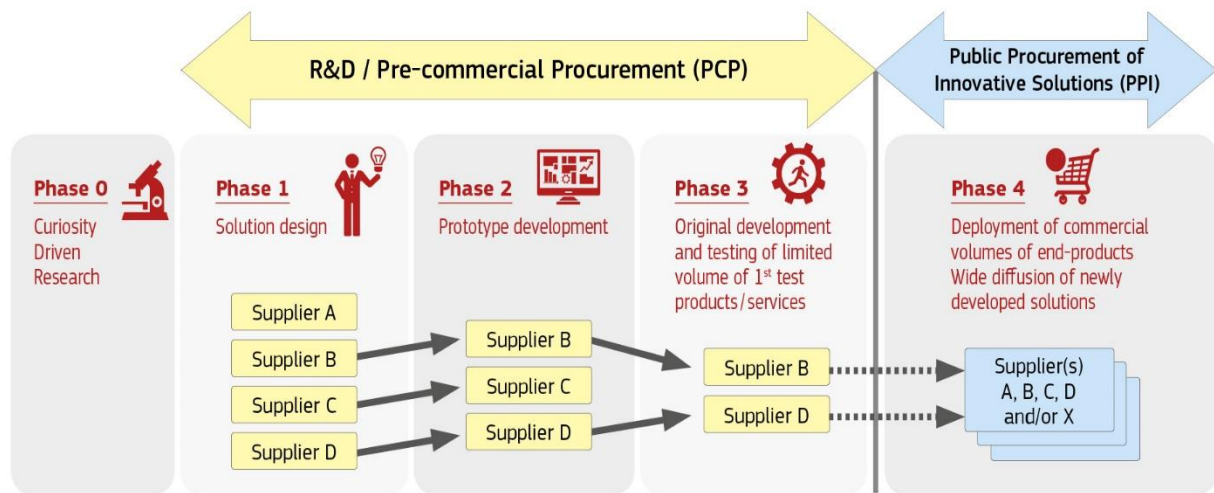 R&D / Pre-commercial Procurement (PCP)
Public Procurement of
Innovative Solutions (PPI)
Phase 0
Curiosity
Driven
Research
Phase 1
Solution design
Supplier A
Supplier B
Supplier C
Supplier D
Phase 2
Prototype development
Supplier B
Supplier C
Supplier D
Phase 3
Original development
and testing of limited
volume of 1st test
products/services
Supplier B
Supplier D
Phase 4
Deployment of commercial
volumes of end-products
Wide diffusion of newly
developed solutions
Supplier(s)
A, B, C, D
and/or X